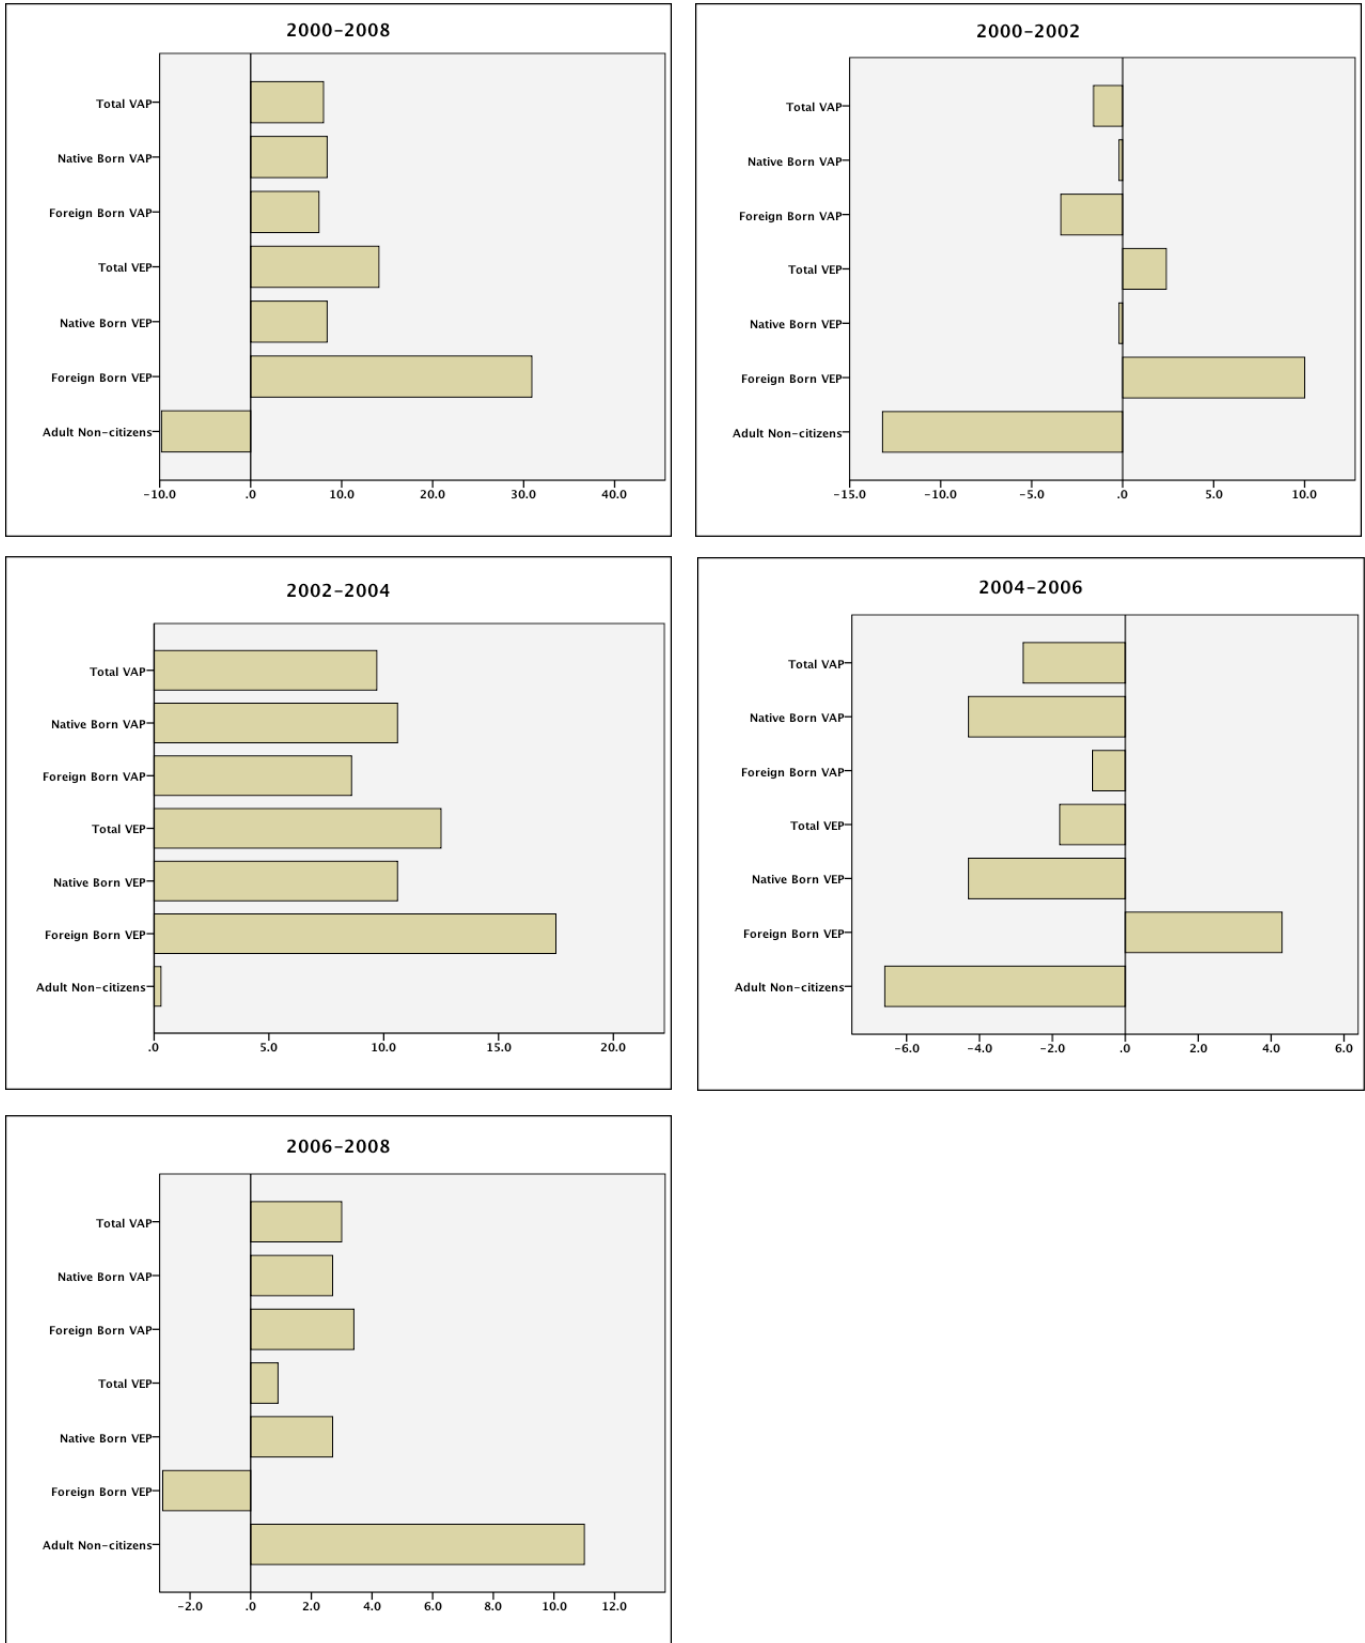 2000-2008
Total VAP
Native Born VAP
Foreign Born VAP
Total VEP
Native Born VEP
Foreign Born VEP
Adult Non-citizens
-10.0 .0 10.0 20.0 30.0 40.0
2000-2002
Total VAP
Native Born VAP
Foreign Born VAP
Total VEP
Native Born VEP
Foreign Born VEP
Adult Non-citizens
-15.0 -10.0 -5.0 .0 5.0 10.0
2002-2004
Total VAP
Native Born VAP
Foreign Born VAP
Total VEP
Native Born VEP
Foreign Born VEP
Adult Non-citizens
.0 5.0 10.0 15.0 20.0
2004-2006
Total VAP
Native Born VAP
Foreign Born VAP
Total VEP
Native Born VEP
Foreign Born VEP
Adult Non-citizens
-6.0 -4.0 -2.0 .0 2.0 4.0 6.0
2006-2008
Total VAP
Native Born VAP
Foreign Born VAP
Total VEP
Native Born VEP
Foreign Born VEP
Adult Non-citizens
-2.0 .0 2.0 4.0 6.0 8.0 10.0 12.0